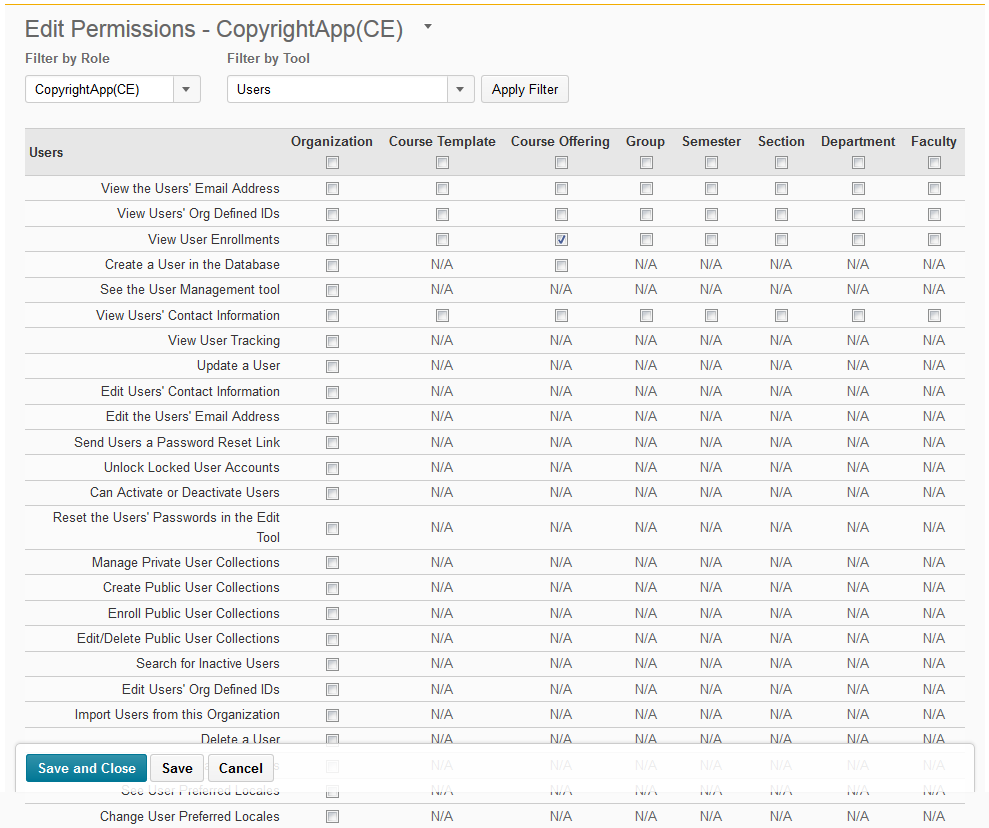 Edit Permissions - CopyrightApp(CE)
Filter by Role Filter by Tool
CopyrightApp(CE) Users Apply Filter
Users Organization Course Template Course Offering Group Semester Section Department Faculty
View the Users' Email Address
View Users' Org Defined IDs
View User Enrollments
Create a User in the Database N/A N/A N/A N/A N/A N/A
See the User Management tool N/A N/A N/A N/A N/A N/A N/A
View Users' Contact Information
View User Tracking N/A N/A N/A N/A N/A N/A N/A
Update a User N/A N/A N/A N/A N/A N/A N/A
Edit Users' Contact Information N/A N/A N/A N/A N/A N/A N/A
Edit the Users' Email Address N/A N/A N/A N/A N/A N/A N/A
Send Users a Password Reset Link N/A N/A N/A N/A N/A N/A N/A
Unlock Locked User Accounts N/A N/A N/A N/A N/A N/A N/A
Can Activate or Deactivate Users N/A N/A N/A N/A N/A N/A N/A
Reset the Users' Passwords in the Edit
Tool N/A N/A N/A N/A N/A N/A N/A
Manage Private User Collections N/A N/A N/A N/A N/A N/A N/A
Create Public User Collections N/A N/A N/A N/A N/A N/A N/A
Enroll Public User Collections N/A N/A N/A N/A N/A N/A N/A
Edit/Delete Public User Collections N/A N/A N/A N/A N/A N/A N/A
Search for Inactive Users N/A N/A N/A N/A N/A N/A N/A
Edit Users' Org Defined IDs N/A N/A N/A N/A N/A N/A N/A
Import Users from this Organization N/A N/A N/A N/A N/A N/A N/A
Delete a User N/A N/A N/A N/A N/A N/A N/A
Save and Close Save Cancel N/A N/A N/A N/A N/A N/A N/A
See User Preferred Locales N/A N/A N/A N/A N/A N/A N/A
Change User Preferred Locales N/A N/A N/A N/A N/A N/A N/A